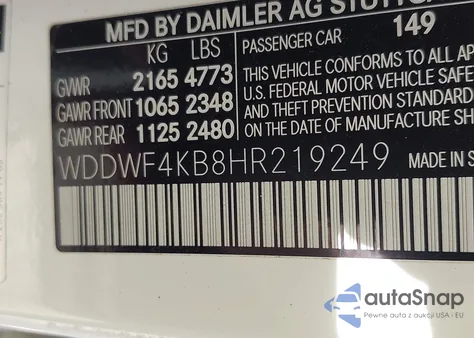 MFD BY DAIMLER AG STUTTG
KG LBS
GVWR 2165 4773
GAWR FRONT 1065 2348
GAWR REAR 1125 2480
PASSENGER CAR 149
THIS VEHICLE CONFORMS TO ALL AP
U.S. FEDERAL MOTOR VEHICLE SAFE
AND THEFT PREVENTION STANDARD
ON THE DATE OF MANUFACTURE SH
WDDWF4KB8HR219249
MADE IN S
autoSnap
Pewne auta z aukcji USA i EU